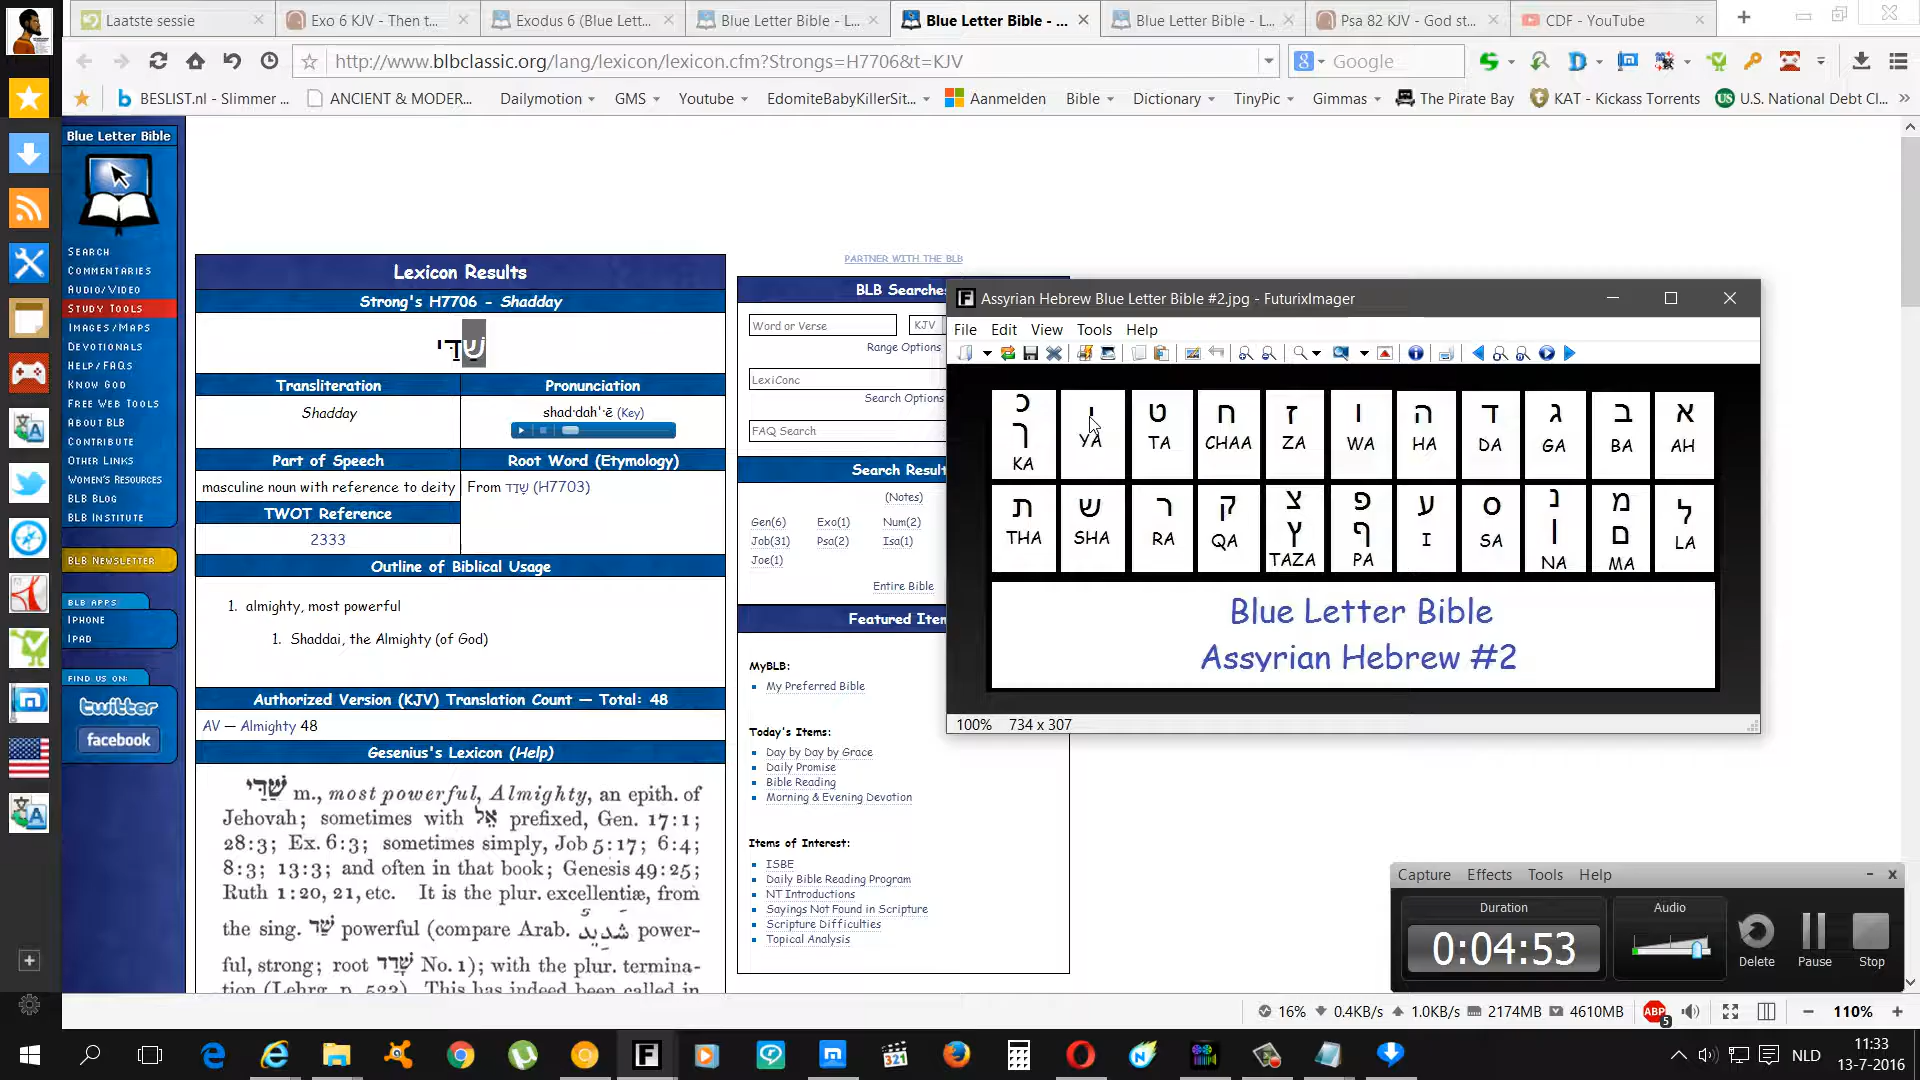 Laatste sessie
Exo 6 KJV - Then t...
Exodus 6 (Blue Lett...
Blue Letter Bible - L...
Blue Letter Bible - ...
Blue Letter Bible - L...
Psa 82 KJV - God st...
CDF - YouTube
http://www.blbclassic.org/lang/lexicon/lexicon.cfm?Strongs=H7706&t=KJV
Google
BESLIST.nl - Slimmer ...
ANCIENT & MODER...
Dailymotion
GMS
Youtube
EdomiteBabyKillerSit...
Aanmelden
Bible
Dictionary
TinyPic
Gimmas
The Pirate Bay
KAT - Kickass Torrents
U.S. National Debt Cl...
Blue Letter Bible
SEARCH
COMMENTARIES
AUDIO/VIDEO
STUDY TOOLS
IMAGES/MAPS
DEVOTIONALS
HELP/FAQS
KNOW GOD
FREE WEB TOOLS
ABOUT BLB
CONTRIBUTE
OTHER LINKS
WOMEN'S RESOURCES
BLB BLOG
BLB INSTITUTE
BLB NEWSLETTER
BLB APPS:
IPHONE
IPAD
FIND US ON:
twitter
facebook
Lexicon Results
Strong's H7706 - Shadday
שַׁדַּי
Transliteration
Pronunciation
Shadday
shad·dah'·ē (Key)
Part of Speech
Root Word (Etymology)
masculine noun with reference to deity
From שָׁדַד (H7703)
TWOT Reference
2333
Outline of Biblical Usage
1. almighty, most powerful
1. Shaddai, the Almighty (of God)
Authorized Version (KJV) Translation Count — Total: 48
AV — Almighty 48
Gesenius's Lexicon (Help)
שַׁדַּי m., most powerful, Almighty, an epith. of
Jehovah; sometimes with אֵל prefixed, Gen. 17:1;
28:3; Ex. 6:3; sometimes simply, Job 5:17; 6:4;
8:3; 13:3; and often in that book; Genesis 49:25;
Ruth 1:20, 21, etc. It is the plur. excellentiæ, from
the sing. שַׁד powerful (compare Arab. شديد power-
ful, strong; root שָׁדַד No. 1); with the plur. termina-
tion (Lehrg. p. 523). This has indeed been called in
PARTNER WITH THE BLB
BLB Searches
Word or Verse
KJV
Range Options
LexiConc
Search Options
FAQ Search
Search Result
(Notes)
Gen(6)
Exo(1)
Num(2)
Job(31)
Psa(2)
Isa(1)
Joe(1)
Entire Bible
Featured Iten
MyBLB:
My Preferred Bible
Today's Items:
Day by Day by Grace
Daily Promise
Bible Reading
Morning & Evening Devotion
Items of Interest:
ISBE
Daily Bible Reading Program
NT Introductions
Sayings Not Found in Scripture
Scripture Difficulties
Topical Analysis
Assyrian Hebrew Blue Letter Bible #2.jpg - FuturixImager
File Edit View Tools Help
כ י ט ח ז ו ה ד ג ב א
ך
KA YA TA CHAA ZA WA HA DA GA BA AH
ת ש ר ק צ פ ע ס נ מ ל
ץ ף ן ם
THA SHA RA QA TAZA PA I SA NA MA LA
Blue Letter Bible
Assyrian Hebrew #2
100% 734 x 307
Capture Effects Tools Help
Duration
Audio
0:04:53
Delete
Pause
Stop
16%
0.4KB/s
1.0KB/s
2174MB
4610MB
ABP
5
110%
321
NLD
11:33
13-7-2016